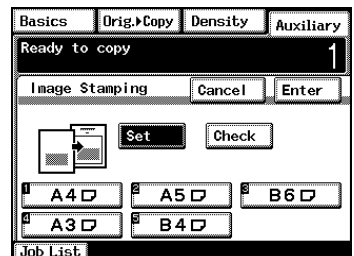 Basics Orig.▸Copy Density Auxiliary
Ready to copy 1
Image Stamping Cancel Enter
Set Check
1 A4 2 A5 3 B6
4 A3 5 B4
Job List